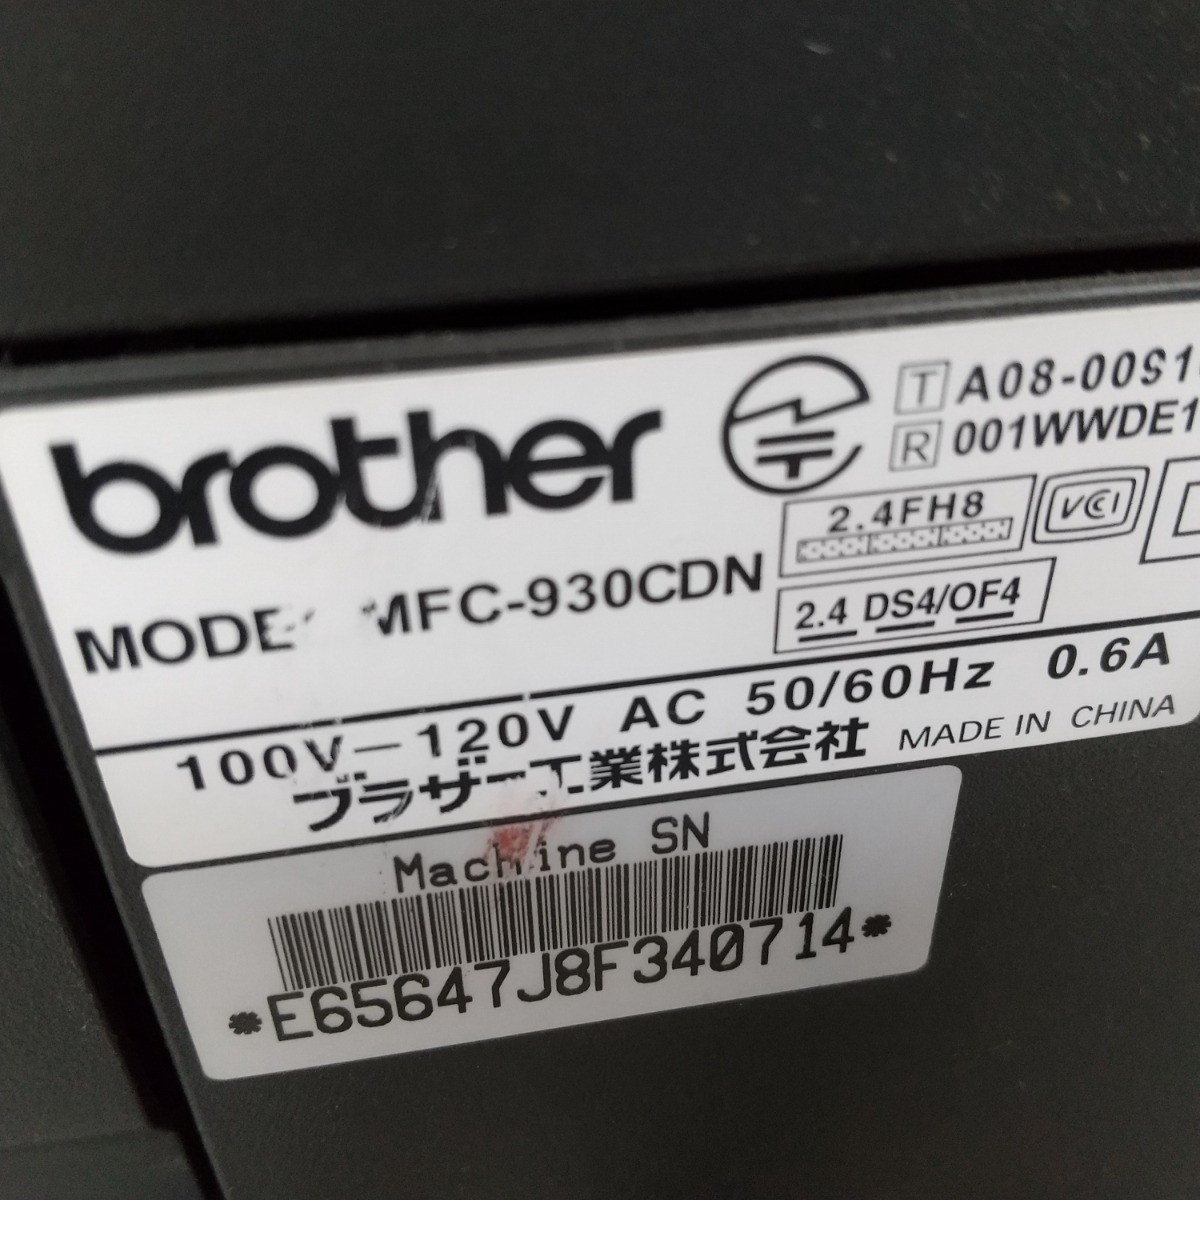 brother
T A08-00S1
R 001WWDE1
2.4FH8
VCI
MODE MFC-930CDN
2.4 DS4/OF4
100V-120V AC 50/60Hz 0.6A
ブラザー工業株式会社 MADE IN CHINA
Machine SN
*E65647J8F340714*